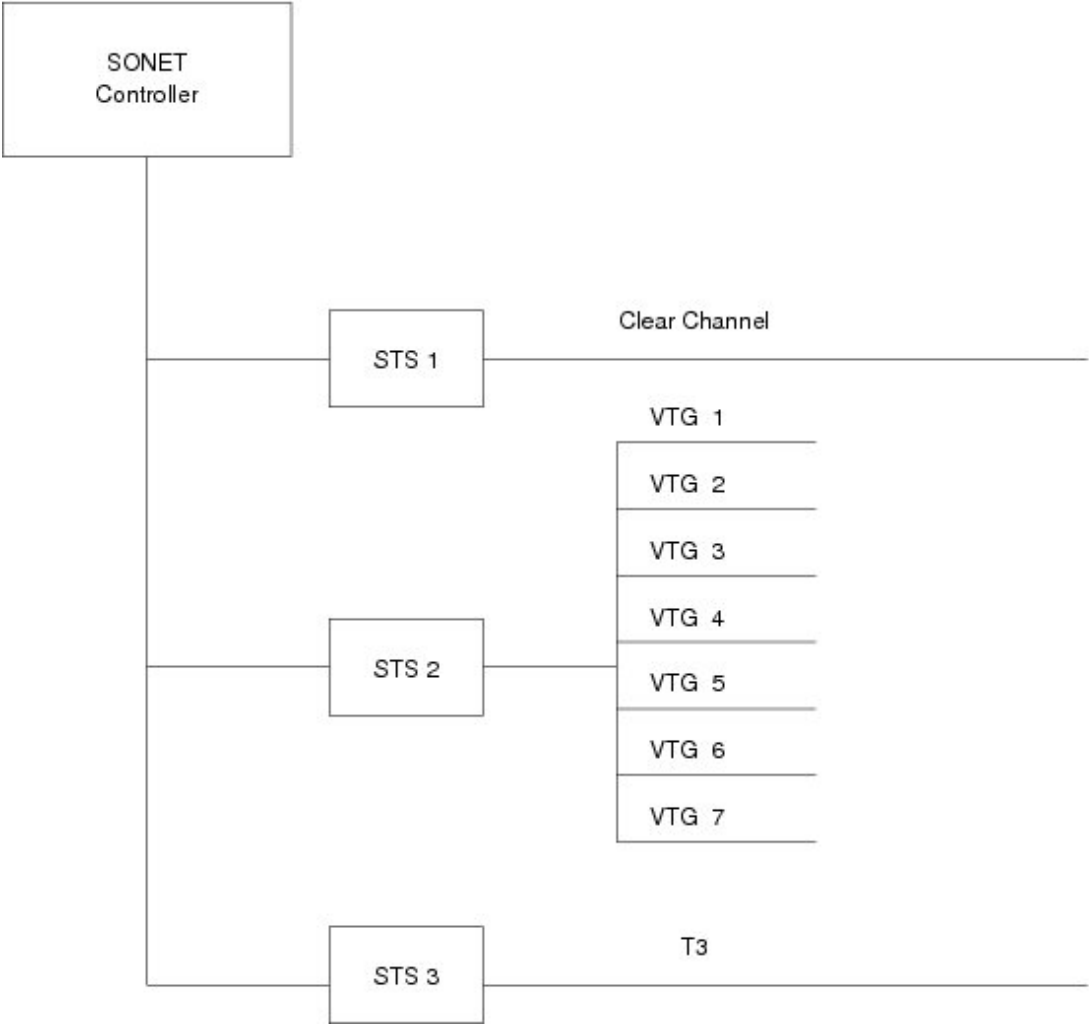 SONET
Controller
Clear Channel
STS 1
VTG 1
VTG 2
VTG 3
VTG 4
STS 2
VTG 5
VTG 6
VTG 7
T3
STS 3